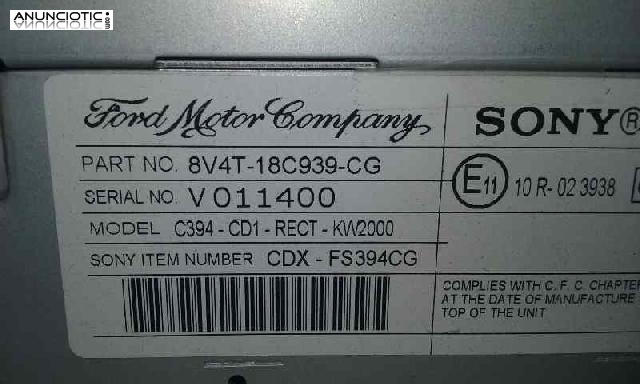 ANUNCIOTIC.es
Ford Motor Company
SONY®
PART NO. 8V4T-18C939-CG
SERIAL NO. V 011400
E11 10 R- 02 3938
MODEL C394 - CD1 - RECT - KW2000
SONY ITEM NUMBER CDX - FS394CG
COMPLIES WITH C. F. C. CHAPTER
AT THE DATE OF MANUFACTURE
TOP OF THE UNIT